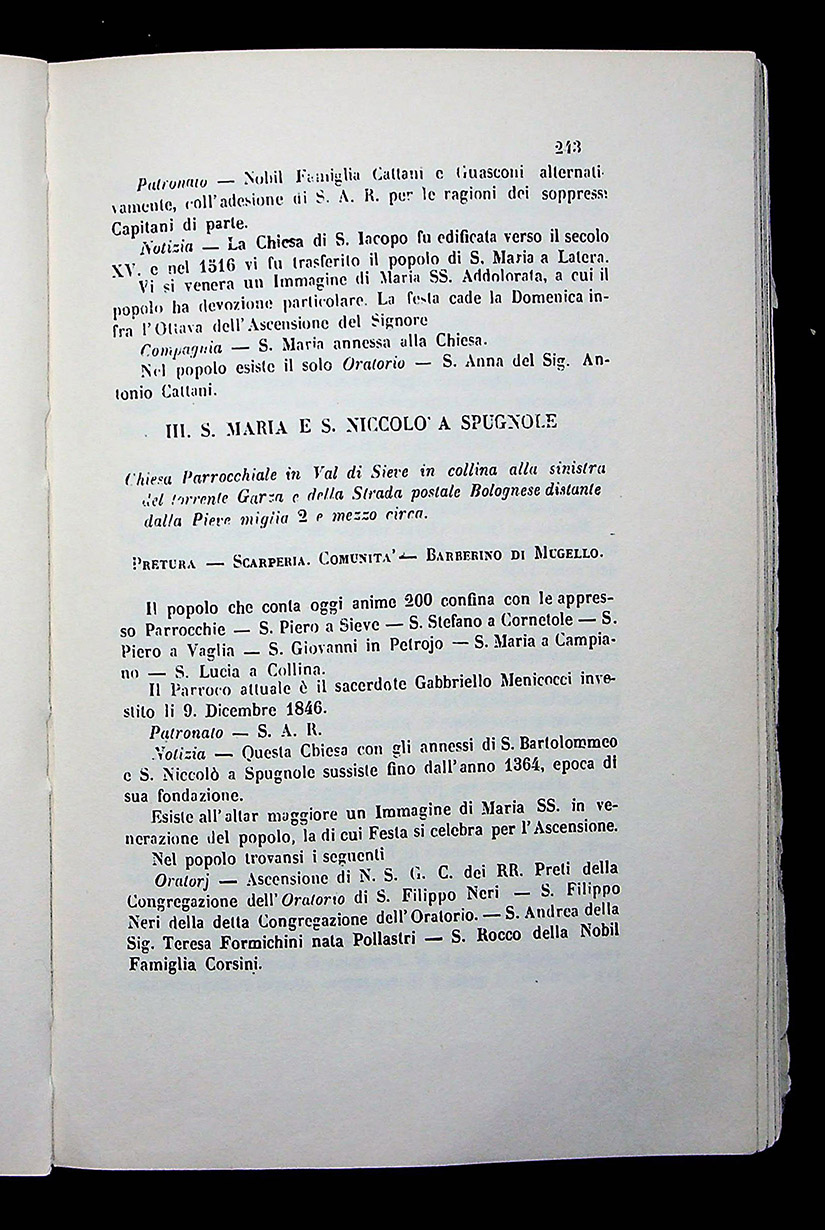 243
Patronato — Nobil Famiglia Cattani e Guasconi alternati-
vamente, coll'adesione di S. A. R. per le ragioni dei soppressi
Capitani di parte.
Notizia — La Chiesa di S. Iacopo fu edificata verso il secolo
XV. e nel 1516 vi fu trasferito il popolo di S. Maria a Latera.
Vi si venera un Immagine di Maria SS. Addolorata, a cui il
popolo ha devozione particolare. La festa cade la Domenica in-
fra l'Ottava dell'Ascensione del Signore
Compagnia — S. Maria annessa alla Chiesa.
Nel popolo esiste il solo Oratorio — S. Anna del Sig. An-
tonio Cattani.
III. S. MARIA E S. NICCOLO' A SPUGNOLE
Chiesa Parrocchiale in Val di Sieve in collina alla sinistra
del torrente Garza e della Strada postale Bolognese distante
dalla Pieve miglia 2 e mezzo circa.
PRETURA — SCARPERIA. COMUNITA' — BARBERINO DI MUGELLO.
Il popolo che conta oggi anime 200 confina con le appres-
so Parrocchie — S. Piero a Sieve — S. Stefano a Cornetole — S.
Piero a Vaglia — S. Giovanni in Petrojo — S. Maria a Campia-
no — S. Lucia a Collina.
Il Parroco attuale è il sacerdote Gabbriello Menicocci inve-
stito li 9. Dicembre 1846.
Patronato — S. A. R.
Notizia — Questa Chiesa con gli annessi di S. Bartolommeo
e S. Niccolò a Spugnole sussiste fino dall'anno 1364, epoca di
sua fondazione.
Esiste all'altar maggiore un Immagine di Maria SS. in ve-
nerazione del popolo, la di cui Festa si celebra per l'Ascensione.
Nel popolo trovansi i seguenti
Oratorj — Ascensione di N. S. G. C. dei RR. Preti della
Congregazione dell'Oratorio di S. Filippo Neri — S. Filippo
Neri della detta Congregazione dell'Oratorio. — S. Andrea della
Sig. Teresa Formichini nata Pollastri — S. Rocco della Nobil
Famiglia Corsini.